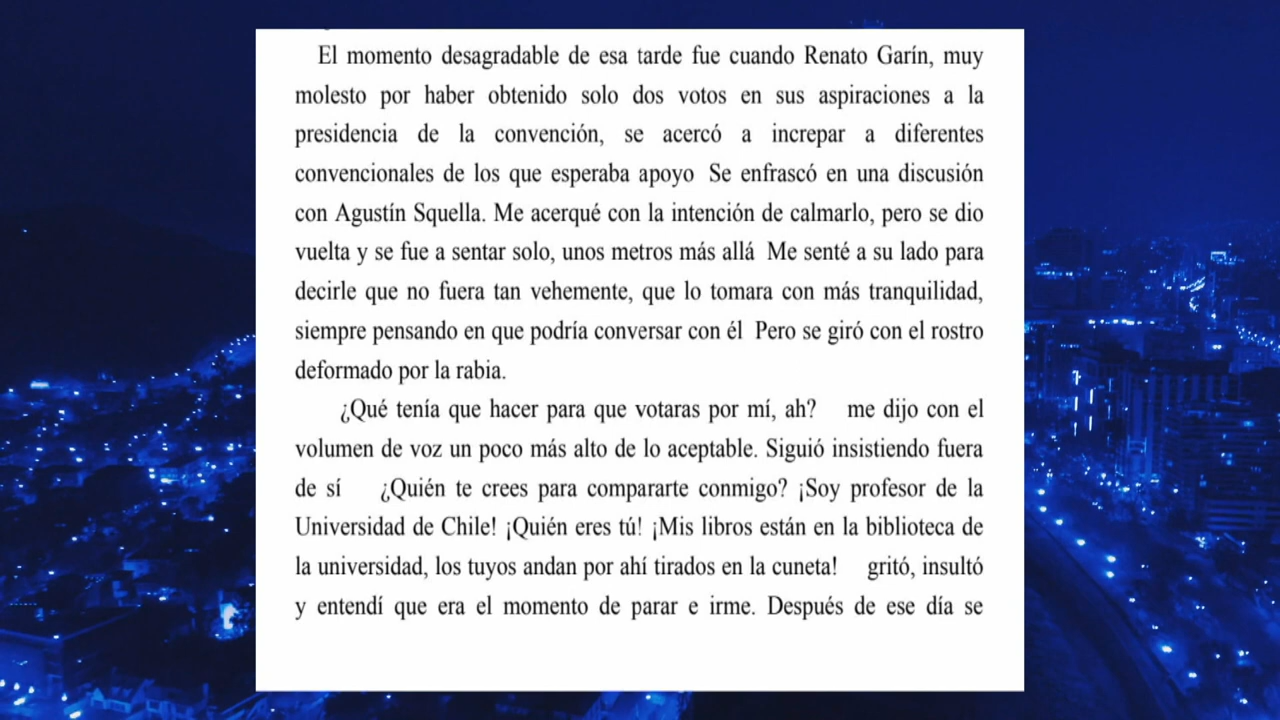 El momento desagradable de esa tarde fue cuando Renato Garín, muy
molesto por haber obtenido solo dos votos en sus aspiraciones a la
presidencia de la convención, se acercó a increpar a diferentes
convencionales de los que esperaba apoyo Se enfrascó en una discusión
con Agustín Squella. Me acerqué con la intención de calmarlo, pero se dio
vuelta y se fue a sentar solo, unos metros más allá Me senté a su lado para
decirle que no fuera tan vehemente, que lo tomara con más tranquilidad,
siempre pensando en que podría conversar con él Pero se giró con el rostro
deformado por la rabia.
¿Qué tenía que hacer para que votaras por mí, ah? me dijo con el
volumen de voz un poco más alto de lo aceptable. Siguió insistiendo fuera
de sí ¿Quién te crees para compararte conmigo? ¡Soy profesor de la
Universidad de Chile! ¡Quién eres tú! ¡Mis libros están en la biblioteca de
la universidad, los tuyos andan por ahí tirados en la cuneta! gritó, insultó
y entendí que era el momento de parar e irme. Después de ese día se